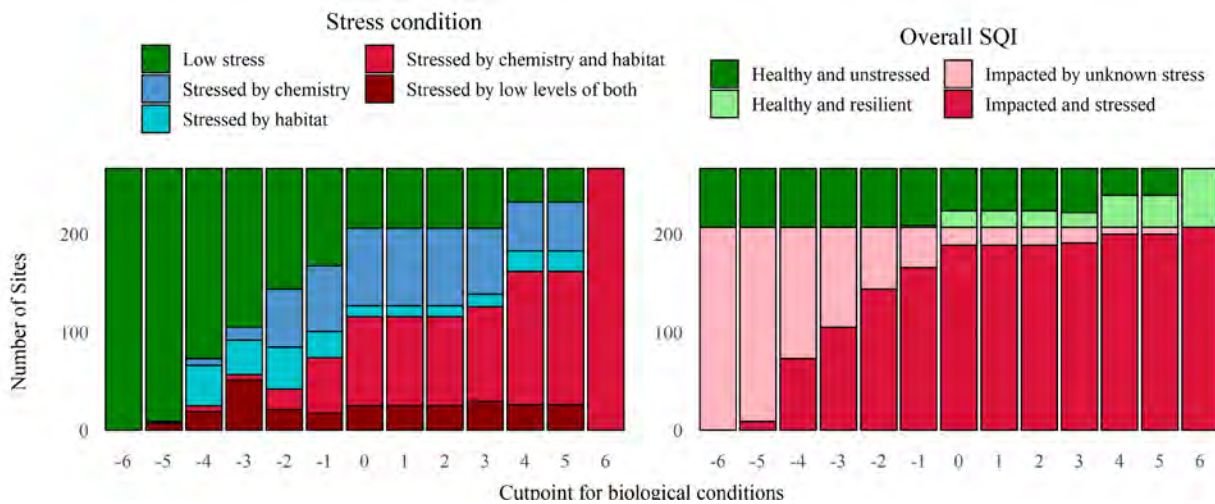 Stress condition
Low stress
Stressed by chemistry
Stressed by habitat
Stressed by chemistry and habitat
Stressed by low levels of both
Overall SQI
Healthy and unstressed
Healthy and resilient
Impacted by unknown stress
Impacted and stressed
Number of Sites
200
100
0
-6 -5 -4 -3 -2 -1 0 1 2 3 4 5 6
200
100
0
-6 -5 -4 -3 -2 -1 0 1 2 3 4 5 6
Cutpoint for biological conditions